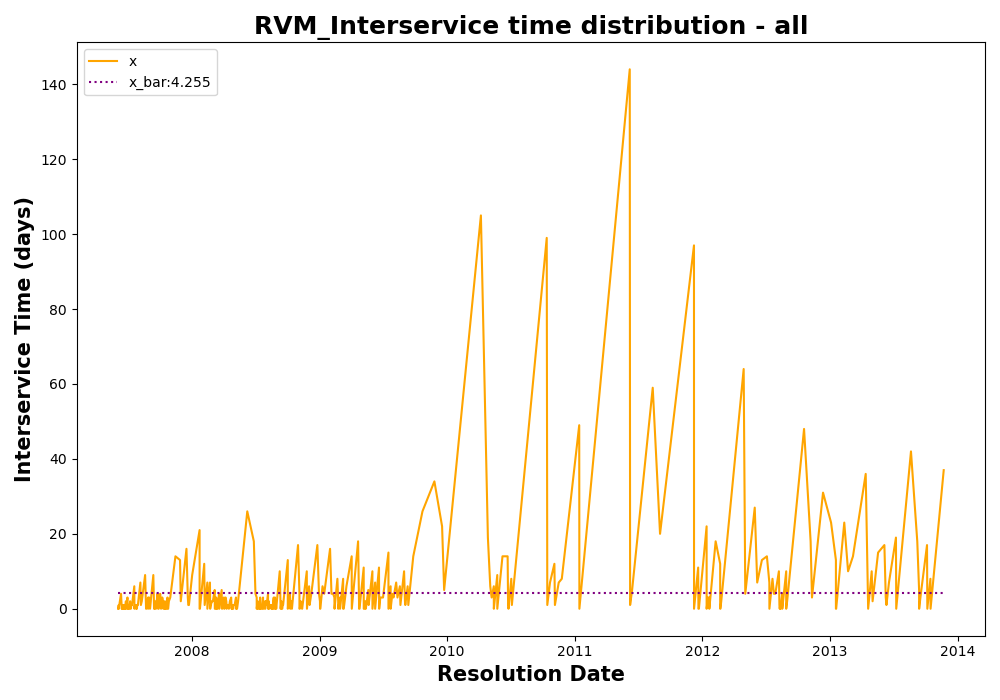 RVM_Interservice time distribution - all
x
x_bar:4.255
Interservice Time (days)
140
120
100
80
60
40
20
0
2008 2009 2010 2011 2012 2013 2014
Resolution Date